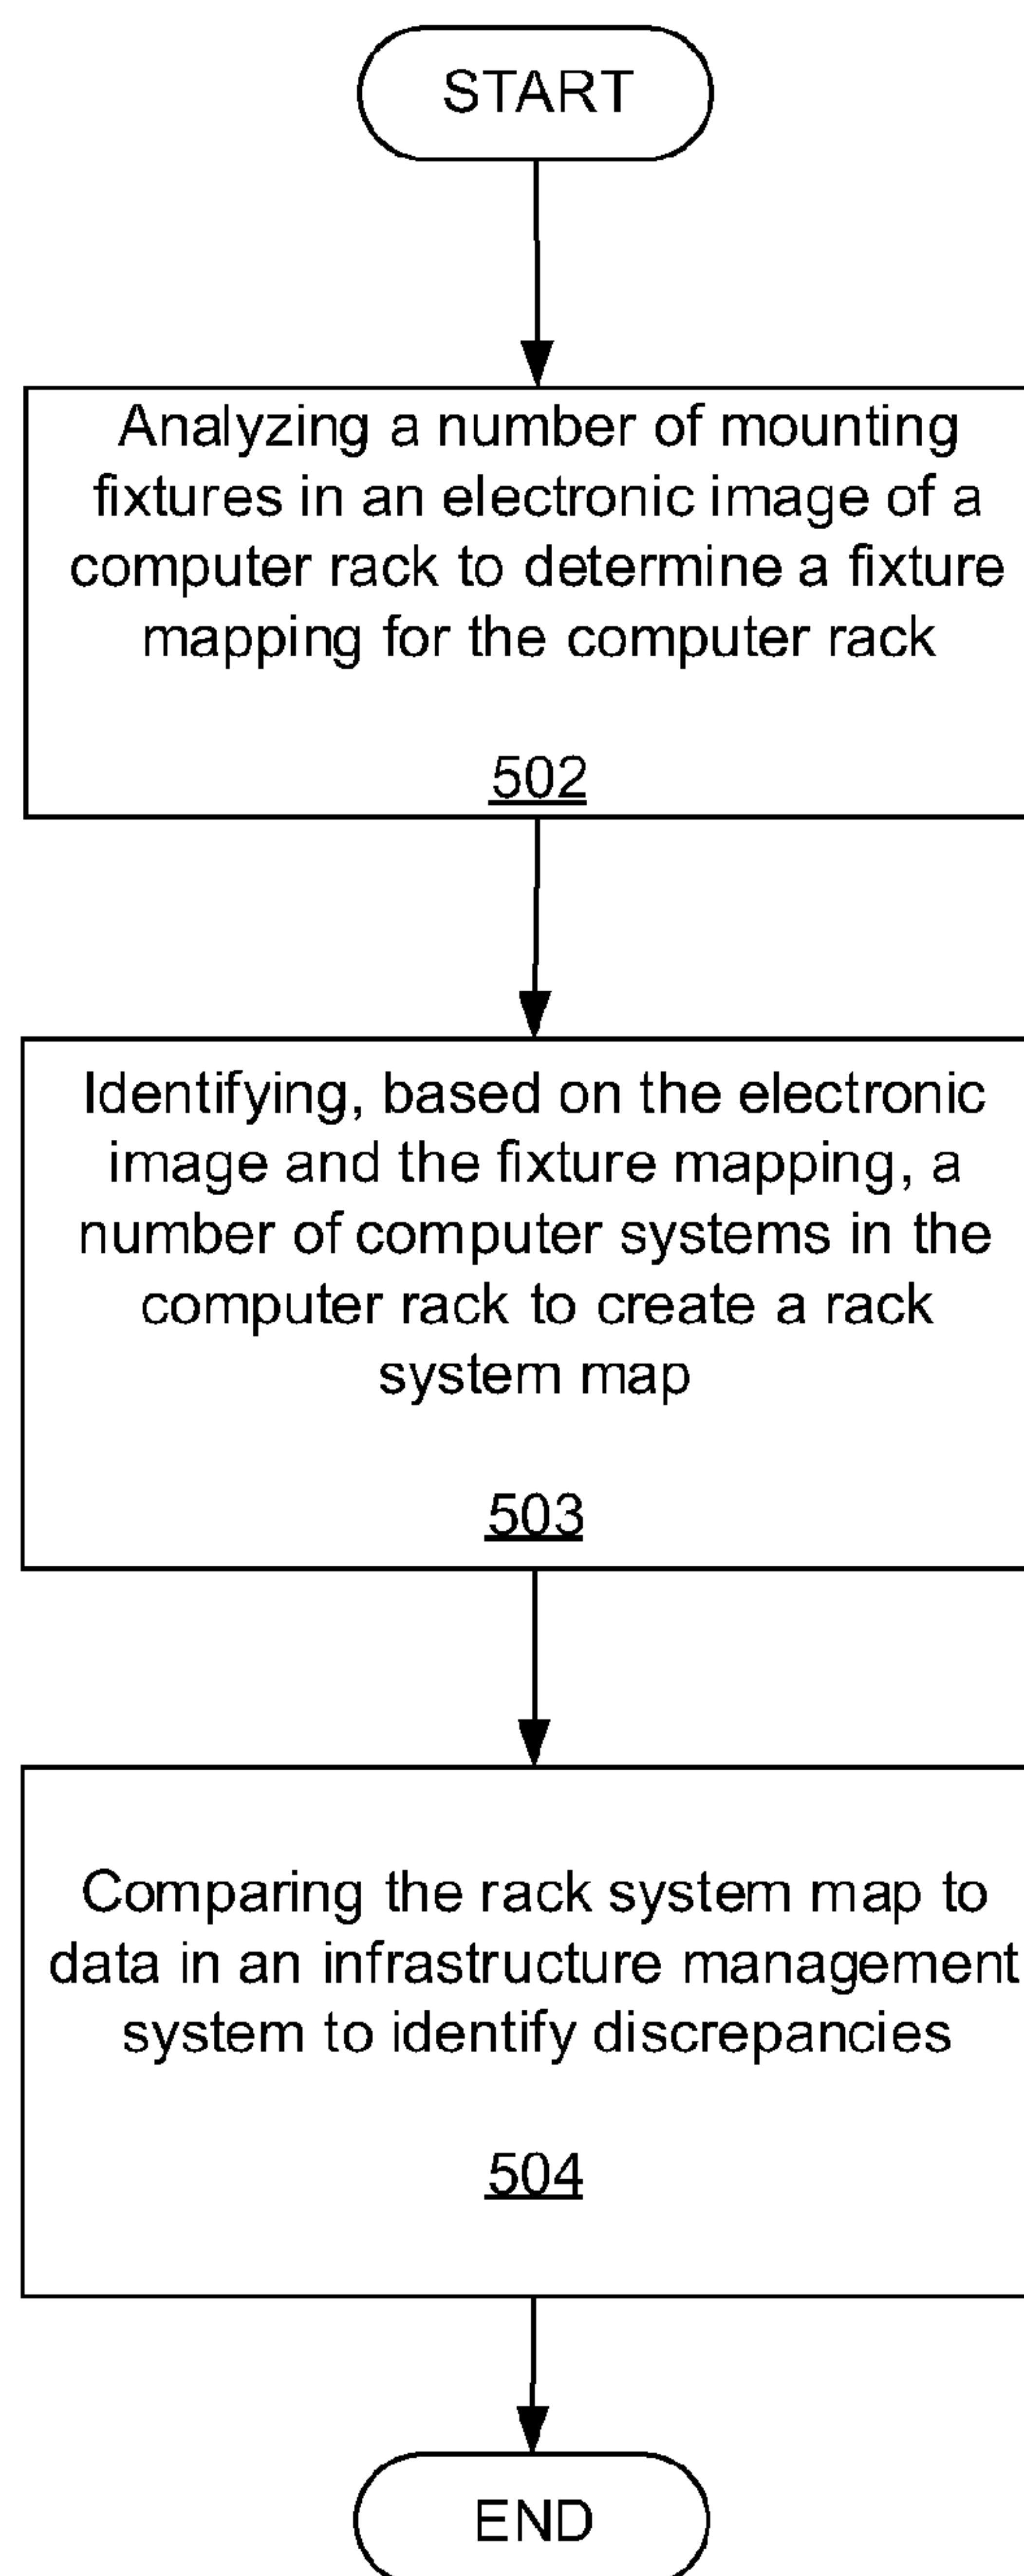 START
Analyzing a number of mounting
fixtures in an electronic image of a
computer rack to determine a fixture
mapping for the computer rack
502
Identifying, based on the electronic
image and the fixture mapping, a
number of computer systems in the
computer rack to create a rack
system map
503
Comparing the rack system map to
data in an infrastructure management
system to identify discrepancies
504
END